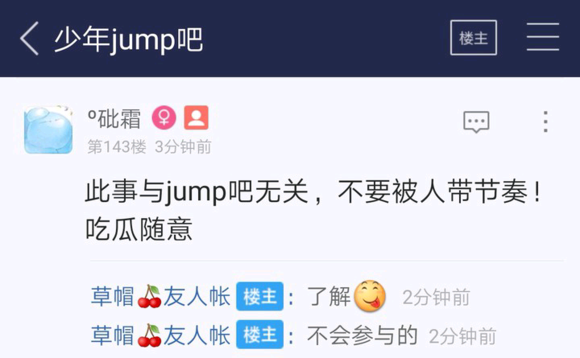 少年jump吧
楼主
º砒霜
第143楼 3分钟前
此事与jump吧无关，不要被人带节奏！
吃瓜随意
草帽🍒友人帐 楼主：了解😋 2分钟前
草帽🍒友人帐 楼主：不会参与的 2分钟前